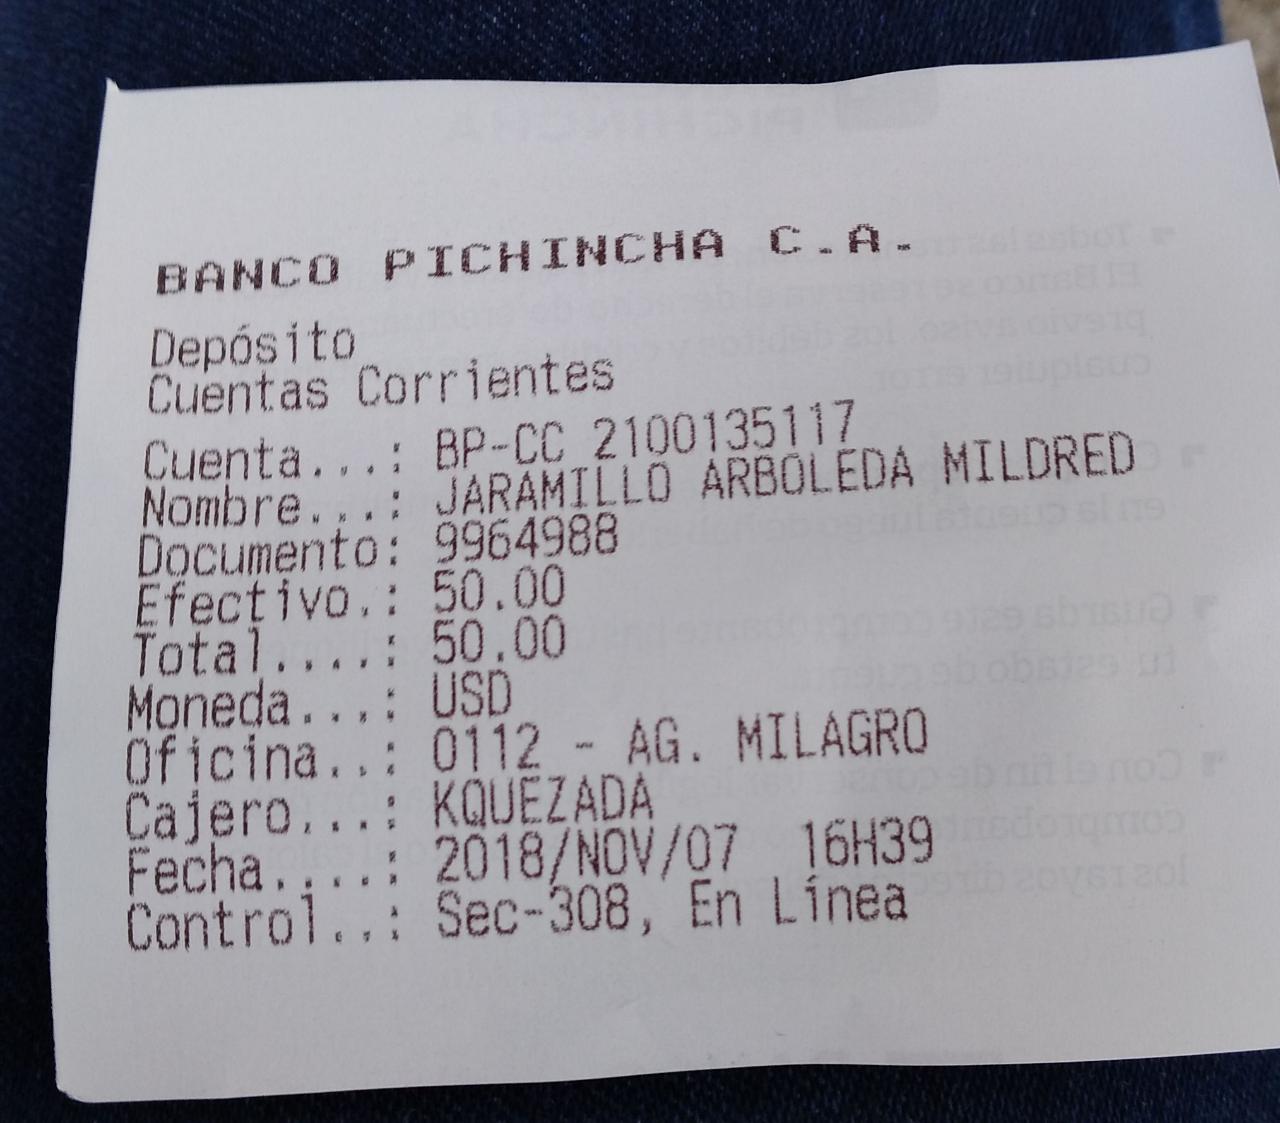 BANCO PICHINCHA C.A.
Depósito
Cuentas Corrientes
Cuenta...: BP-CC 2100135117
Nombre...: JARAMILLO ARBOLEDA MILDRED
Documento: 9964988
Efectivo.: 50.00
Total....: 50.00
Moneda...: USD
Oficina..: 0112 - AG. MILAGRO
Cajero...: KQUEZADA
Fecha....: 2018/NOV/07 16H39
Control..: Sec-308, En Línea